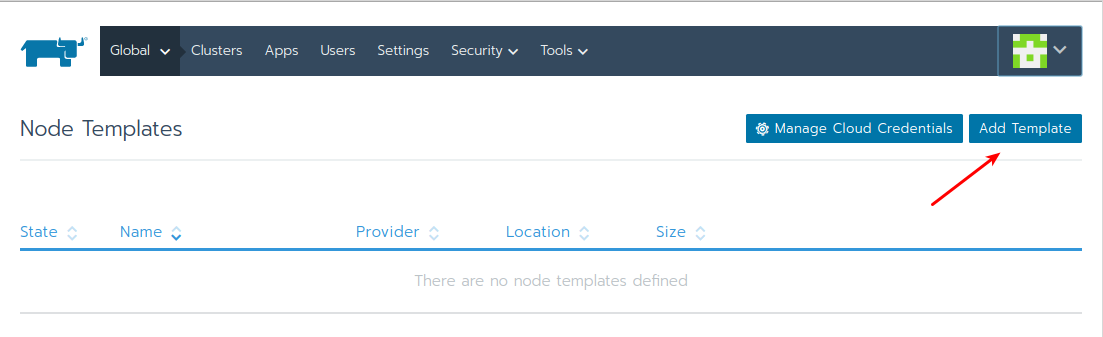 Global Clusters Apps Users Settings Security Tools
Node Templates Manage Cloud Credentials Add Template
State Name Provider Location Size
There are no node templates defined